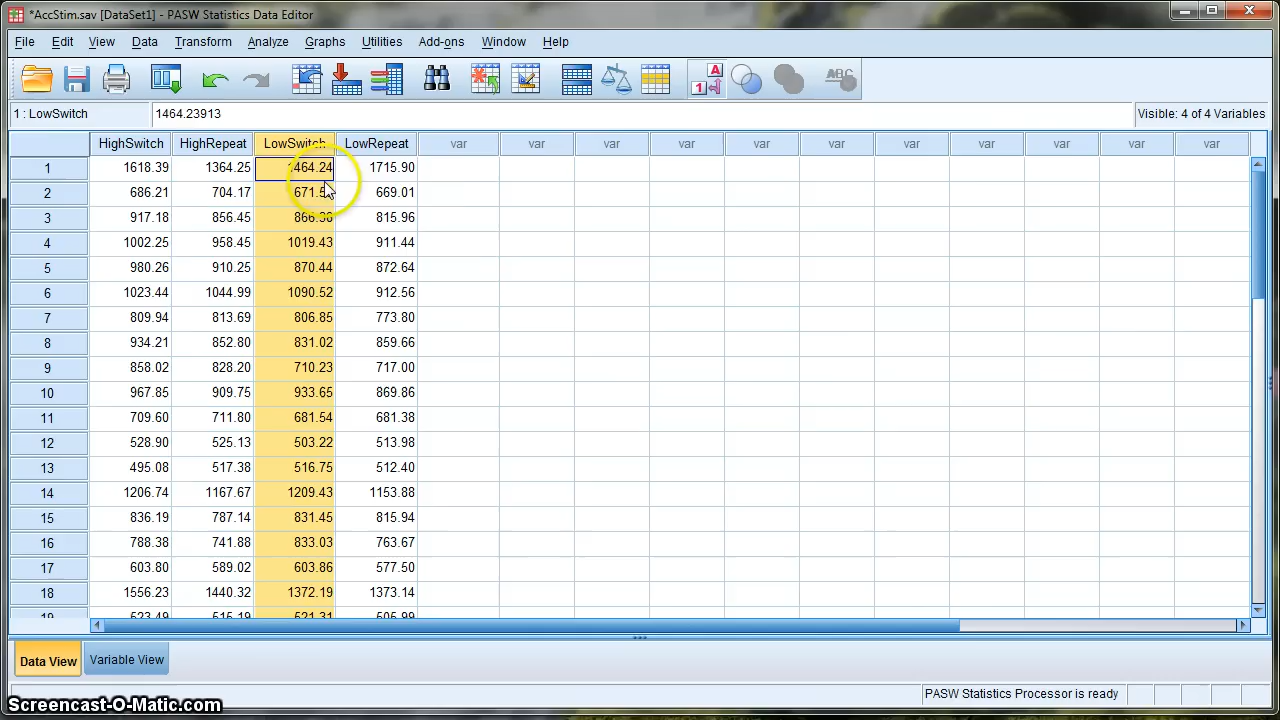 *AccStim.sav [DataSet1] - PASW Statistics Data Editor
File Edit View Data Transform Analyze Graphs Utilities Add-ons Window Help
A 1 ABC
1 : LowSwitch 1464.23913 Visible: 4 of 4 Variables
HighSwitch HighRepeat LowSwitch LowRepeat var var var var var var var var var var var
1 1618.39 1364.25 1464.24 1715.90
2 686.21 704.17 669.01
3 917.18 856.45 866.38 815.96
4 1002.25 958.45 1019.43 911.44
5 980.26 910.25 870.44 872.64
6 1023.44 1044.99 1090.52 912.56
7 809.94 813.69 806.85 773.80
8 934.21 852.80 831.02 859.66
9 858.02 828.20 710.23 717.00
10 967.85 909.75 933.65 869.86
11 709.60 711.80 681.54 681.38
12 528.90 525.13 503.22 513.98
13 495.08 517.38 516.75 512.40
14 1206.74 1167.67 1209.43 1153.88
15 836.19 787.14 831.45 815.94
16 788.38 741.88 833.03 763.67
17 603.80 589.02 603.86 577.50
18 1556.23 1440.32 1372.19 1373.14
Data View Variable View
PASW Statistics Processor is ready
Screencast-O-Matic.com